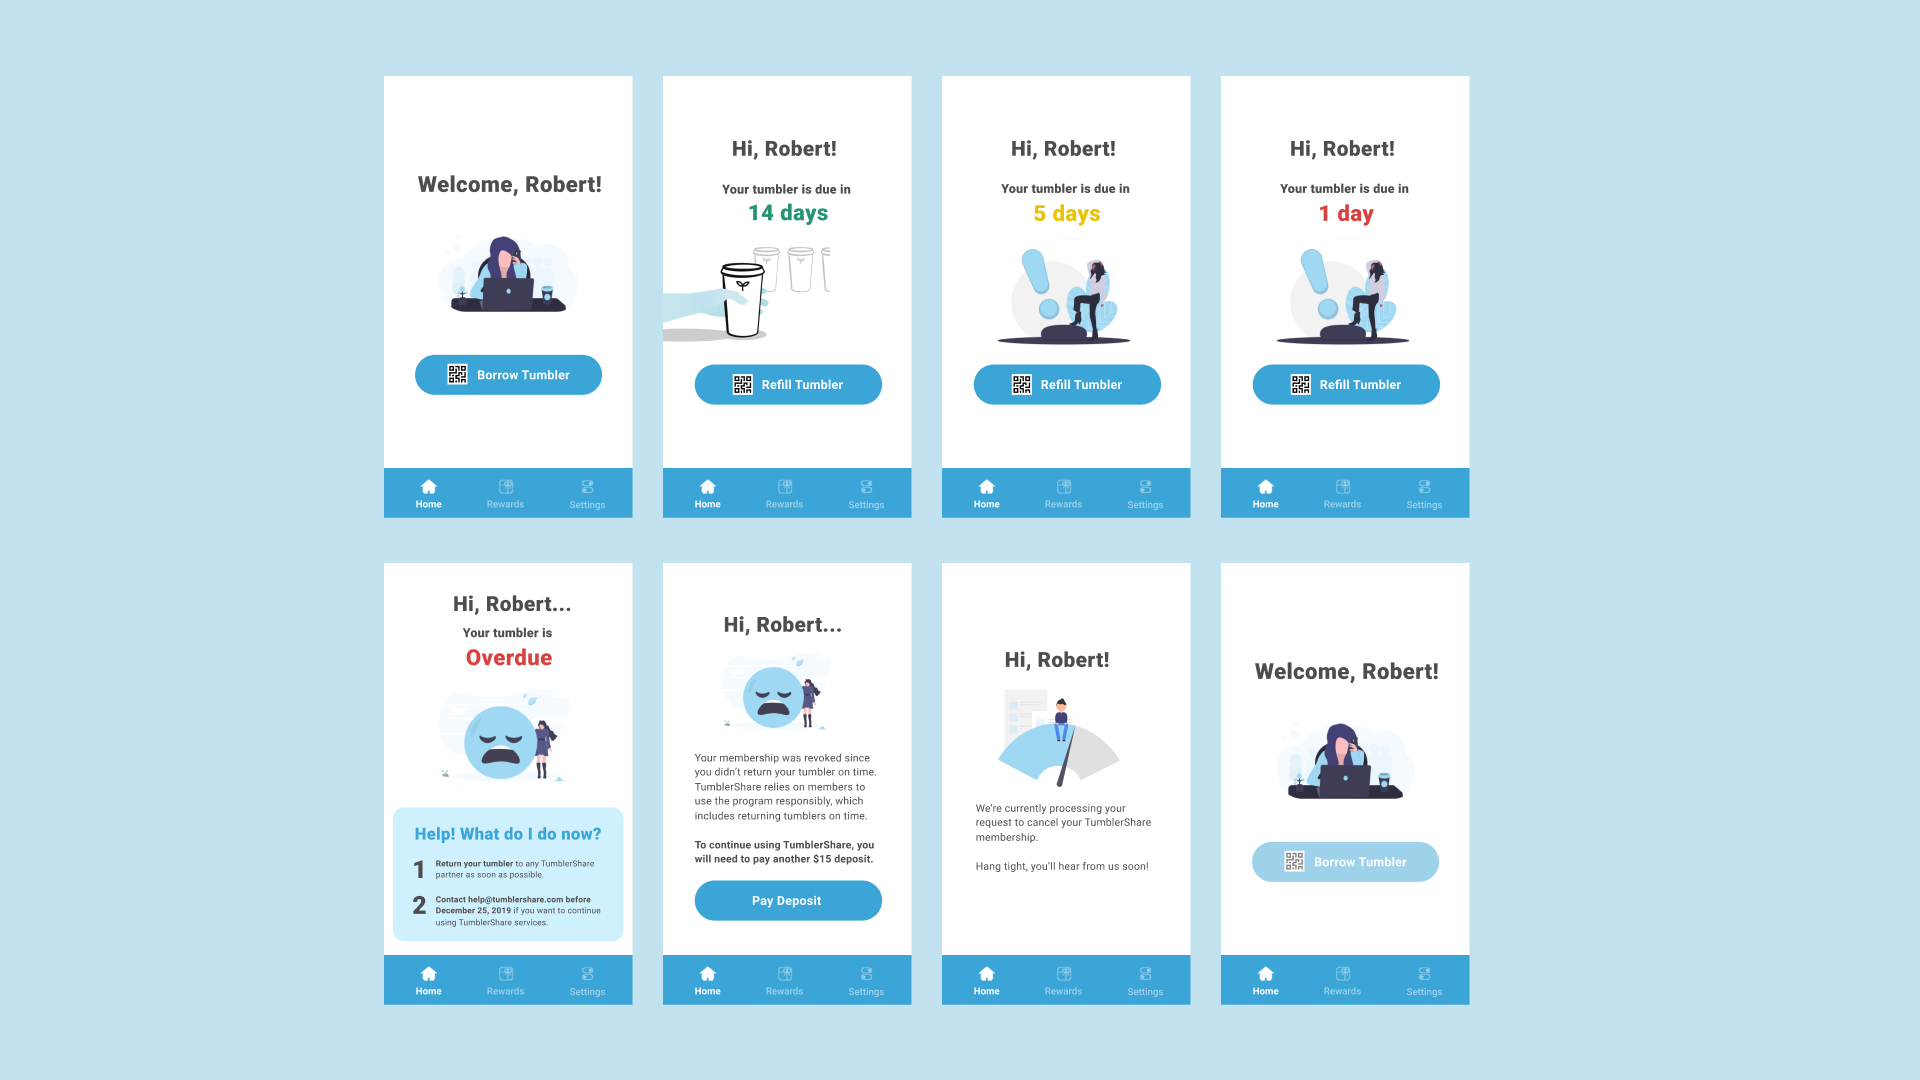 Welcome, Robert!
Borrow Tumbler
Home
Rewards
Settings
Hi, Robert!
Your tumbler is due in
14 days
Refill Tumbler
Home
Rewards
Settings
Hi, Robert!
Your tumbler is due in
5 days
Refill Tumbler
Home
Rewards
Settings
Hi, Robert!
Your tumbler is due in
1 day
Refill Tumbler
Home
Rewards
Settings
Hi, Robert...
Your tumbler is
Overdue
Help! What do I do now?
1 Return your tumbler to any TumblerShare
partner as soon as possible.
2 Contact help@tumblershare.com before
December 25, 2019 if you want to continue
using TumblerShare services.
Home
Rewards
Settings
Hi, Robert...
Your membership was revoked since
you didn't return your tumbler on time.
TumblerShare relies on members to
use the program responsibly, which
includes returning tumblers on time.
To continue using TumblerShare, you
will need to pay another $15 deposit.
Pay Deposit
Home
Rewards
Settings
Hi, Robert!
We're currently processing your
request to cancel your TumblerShare
membership.
Hang tight, you'll hear from us soon!
Home
Rewards
Settings
Welcome, Robert!
Borrow Tumbler
Home
Rewards
Settings